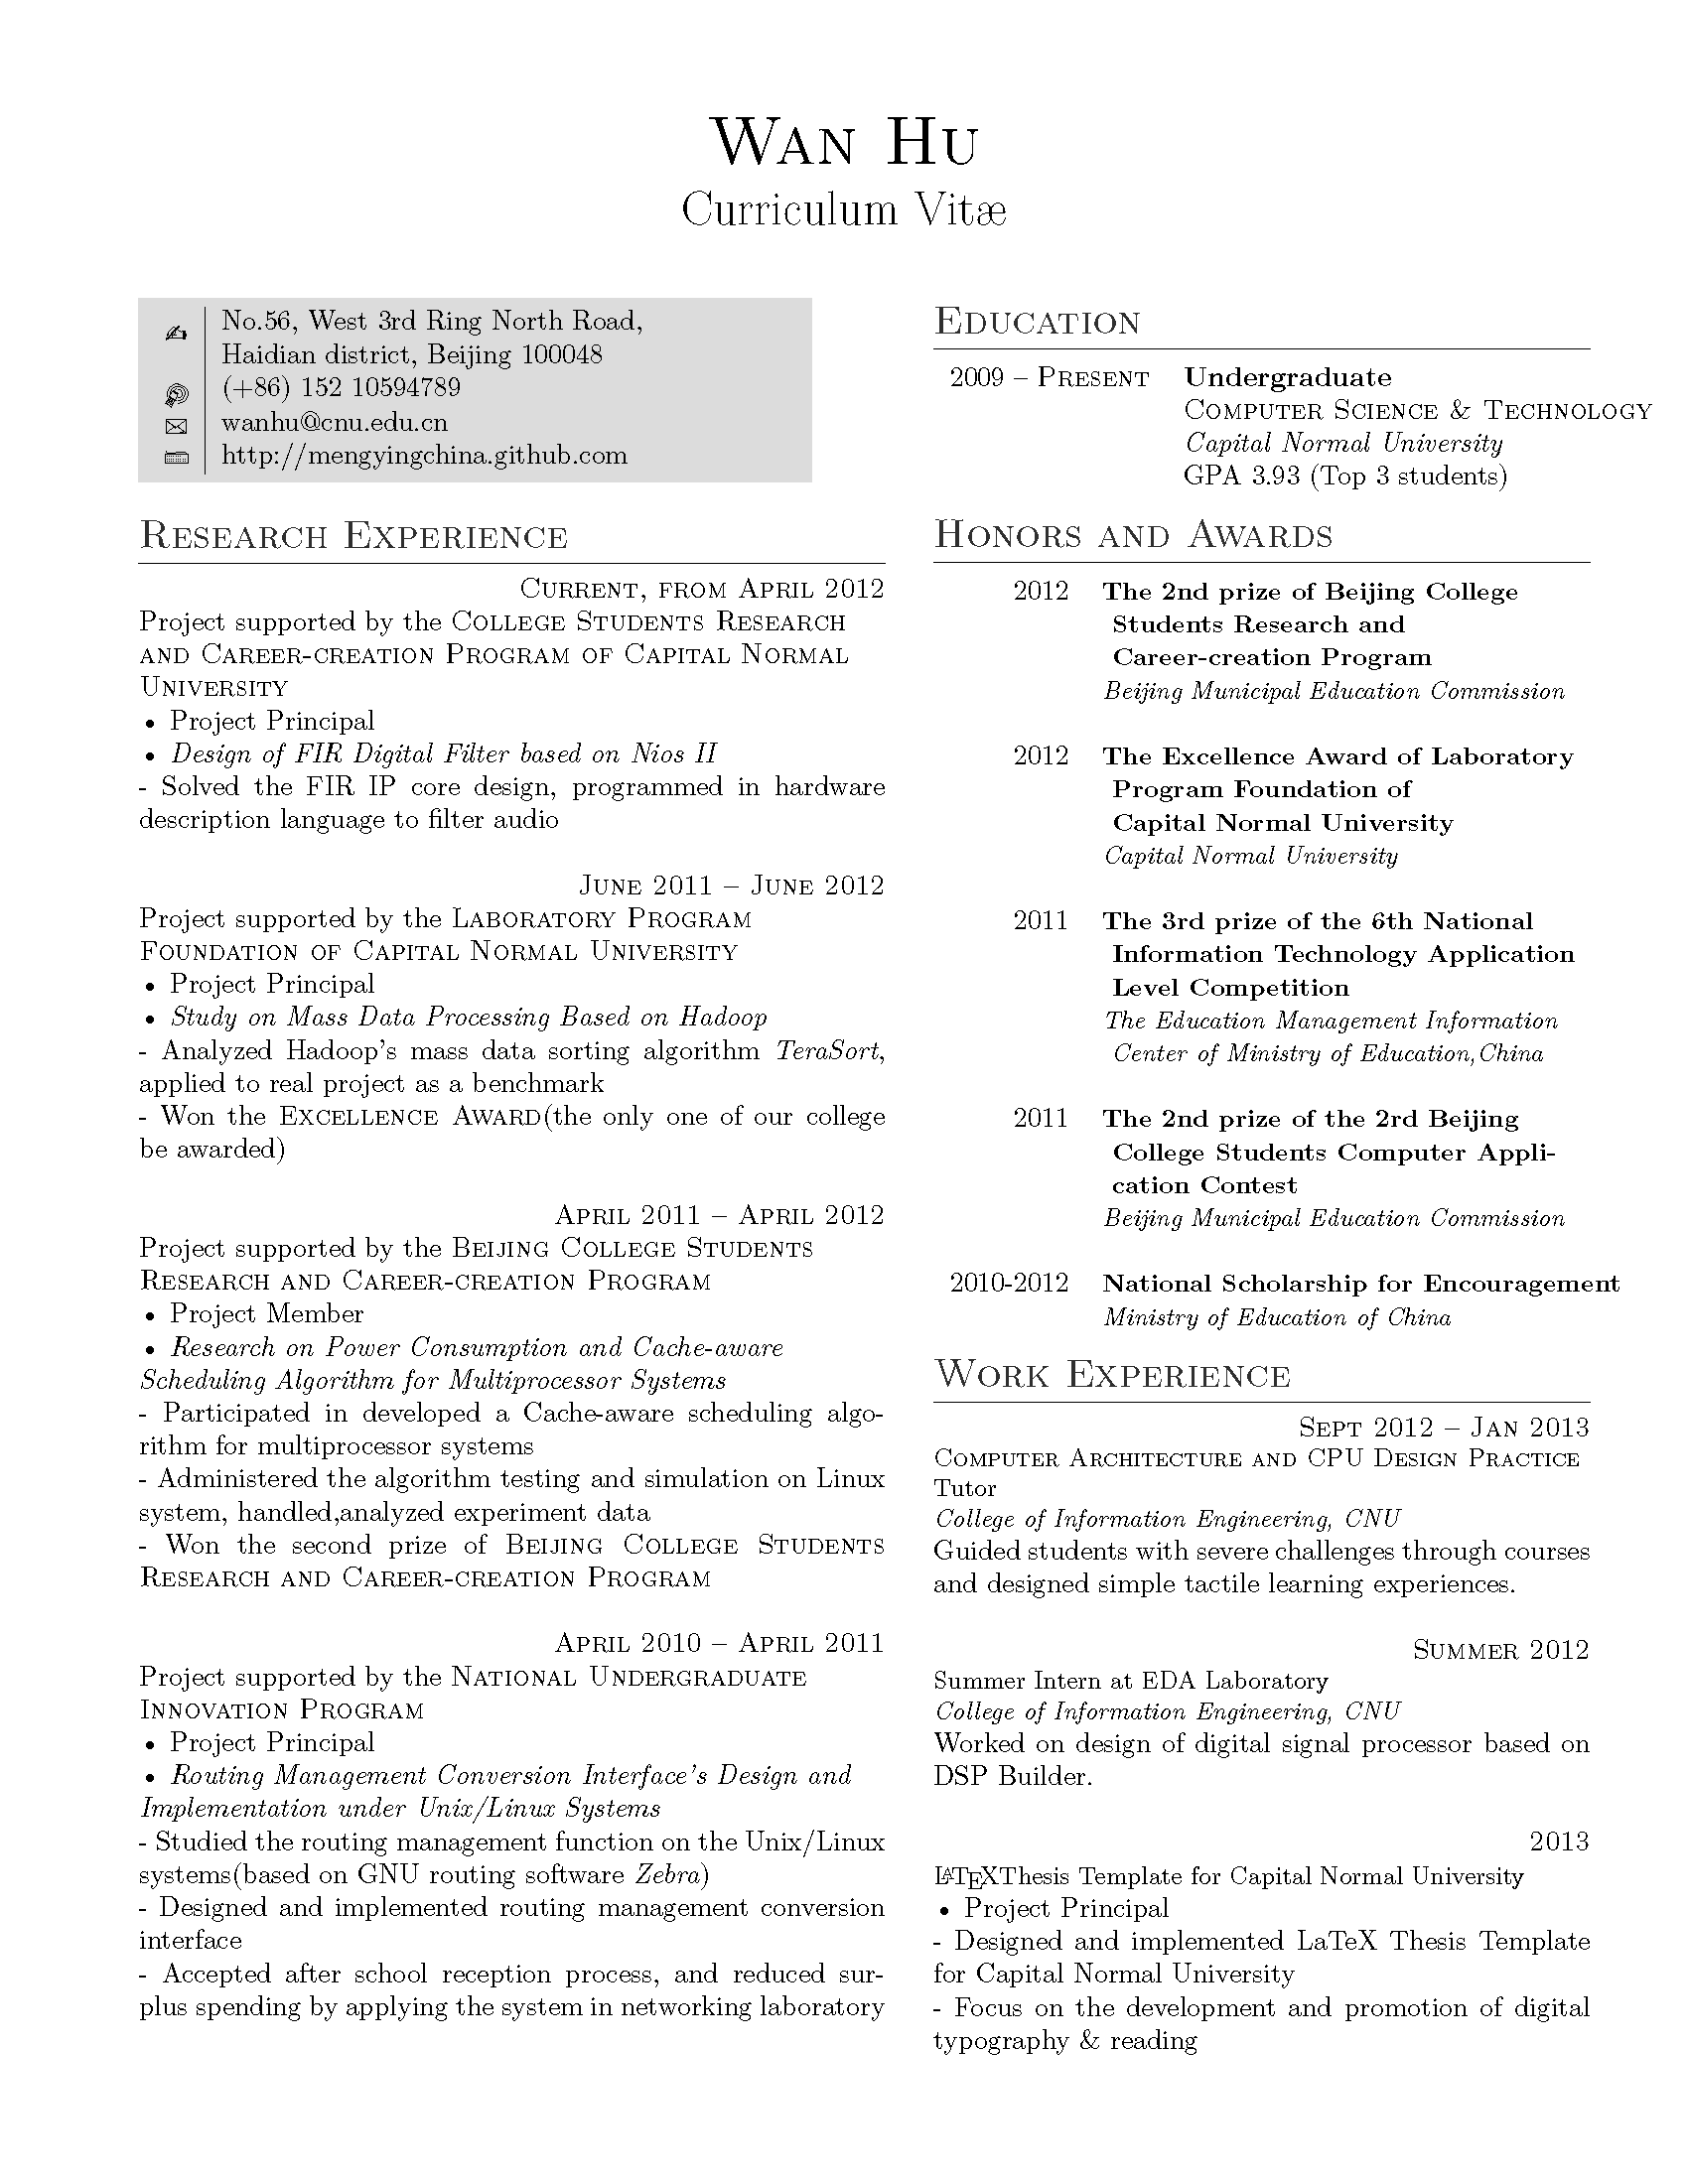 Wan Hu
Curriculum Vitæ
No.56, West 3rd Ring North Road,
Haidian district, Beijing 100048
(+86) 152 10594789
wanhu@cnu.edu.cn
http://mengyingchina.github.com
Research Experience
Current, from April 2012
Project supported by the College Students Research
and Career-creation Program of Capital Normal
University
• Project Principal
• Design of FIR Digital Filter based on Nios II
- Solved the FIR IP core design, programmed in hardware
description language to filter audio
June 2011 – June 2012
Project supported by the Laboratory Program
Foundation of Capital Normal University
• Project Principal
• Study on Mass Data Processing Based on Hadoop
- Analyzed Hadoop's mass data sorting algorithm TeraSort,
applied to real project as a benchmark
- Won the Excellence Award(the only one of our college
be awarded)
April 2011 – April 2012
Project supported by the Beijing College Students
Research and Career-creation Program
• Project Member
• Research on Power Consumption and Cache-aware
Scheduling Algorithm for Multiprocessor Systems
- Participated in developed a Cache-aware scheduling algo-
rithm for multiprocessor systems
- Administered the algorithm testing and simulation on Linux
system, handled,analyzed experiment data
- Won the second prize of Beijing College Students
Research and Career-creation Program
April 2010 – April 2011
Project supported by the National Undergraduate
Innovation Program
• Project Principal
• Routing Management Conversion Interface's Design and
Implementation under Unix/Linux Systems
- Studied the routing management function on the Unix/Linux
systems(based on GNU routing software Zebra)
- Designed and implemented routing management conversion
interface
- Accepted after school reception process, and reduced sur-
plus spending by applying the system in networking laboratory
Education
2009 – Present Undergraduate
Computer Science & Technology
Capital Normal University
GPA 3.93 (Top 3 students)
Honors and Awards
2012 The 2nd prize of Beijing College
Students Research and
Career-creation Program
Beijing Municipal Education Commission
2012 The Excellence Award of Laboratory
Program Foundation of
Capital Normal University
Capital Normal University
2011 The 3rd prize of the 6th National
Information Technology Application
Level Competition
The Education Management Information
Center of Ministry of Education,China
2011 The 2nd prize of the 2rd Beijing
College Students Computer Appli-
cation Contest
Beijing Municipal Education Commission
2010-2012 National Scholarship for Encouragement
Ministry of Education of China
Work Experience
Sept 2012 – Jan 2013
Computer Architecture and CPU Design Practice
Tutor
College of Information Engineering, CNU
Guided students with severe challenges through courses
and designed simple tactile learning experiences.
Summer 2012
Summer Intern at EDA Laboratory
College of Information Engineering, CNU
Worked on design of digital signal processor based on
DSP Builder.
2013
LATEXThesis Template for Capital Normal University
• Project Principal
- Designed and implemented LaTeX Thesis Template
for Capital Normal University
- Focus on the development and promotion of digital
typography & reading